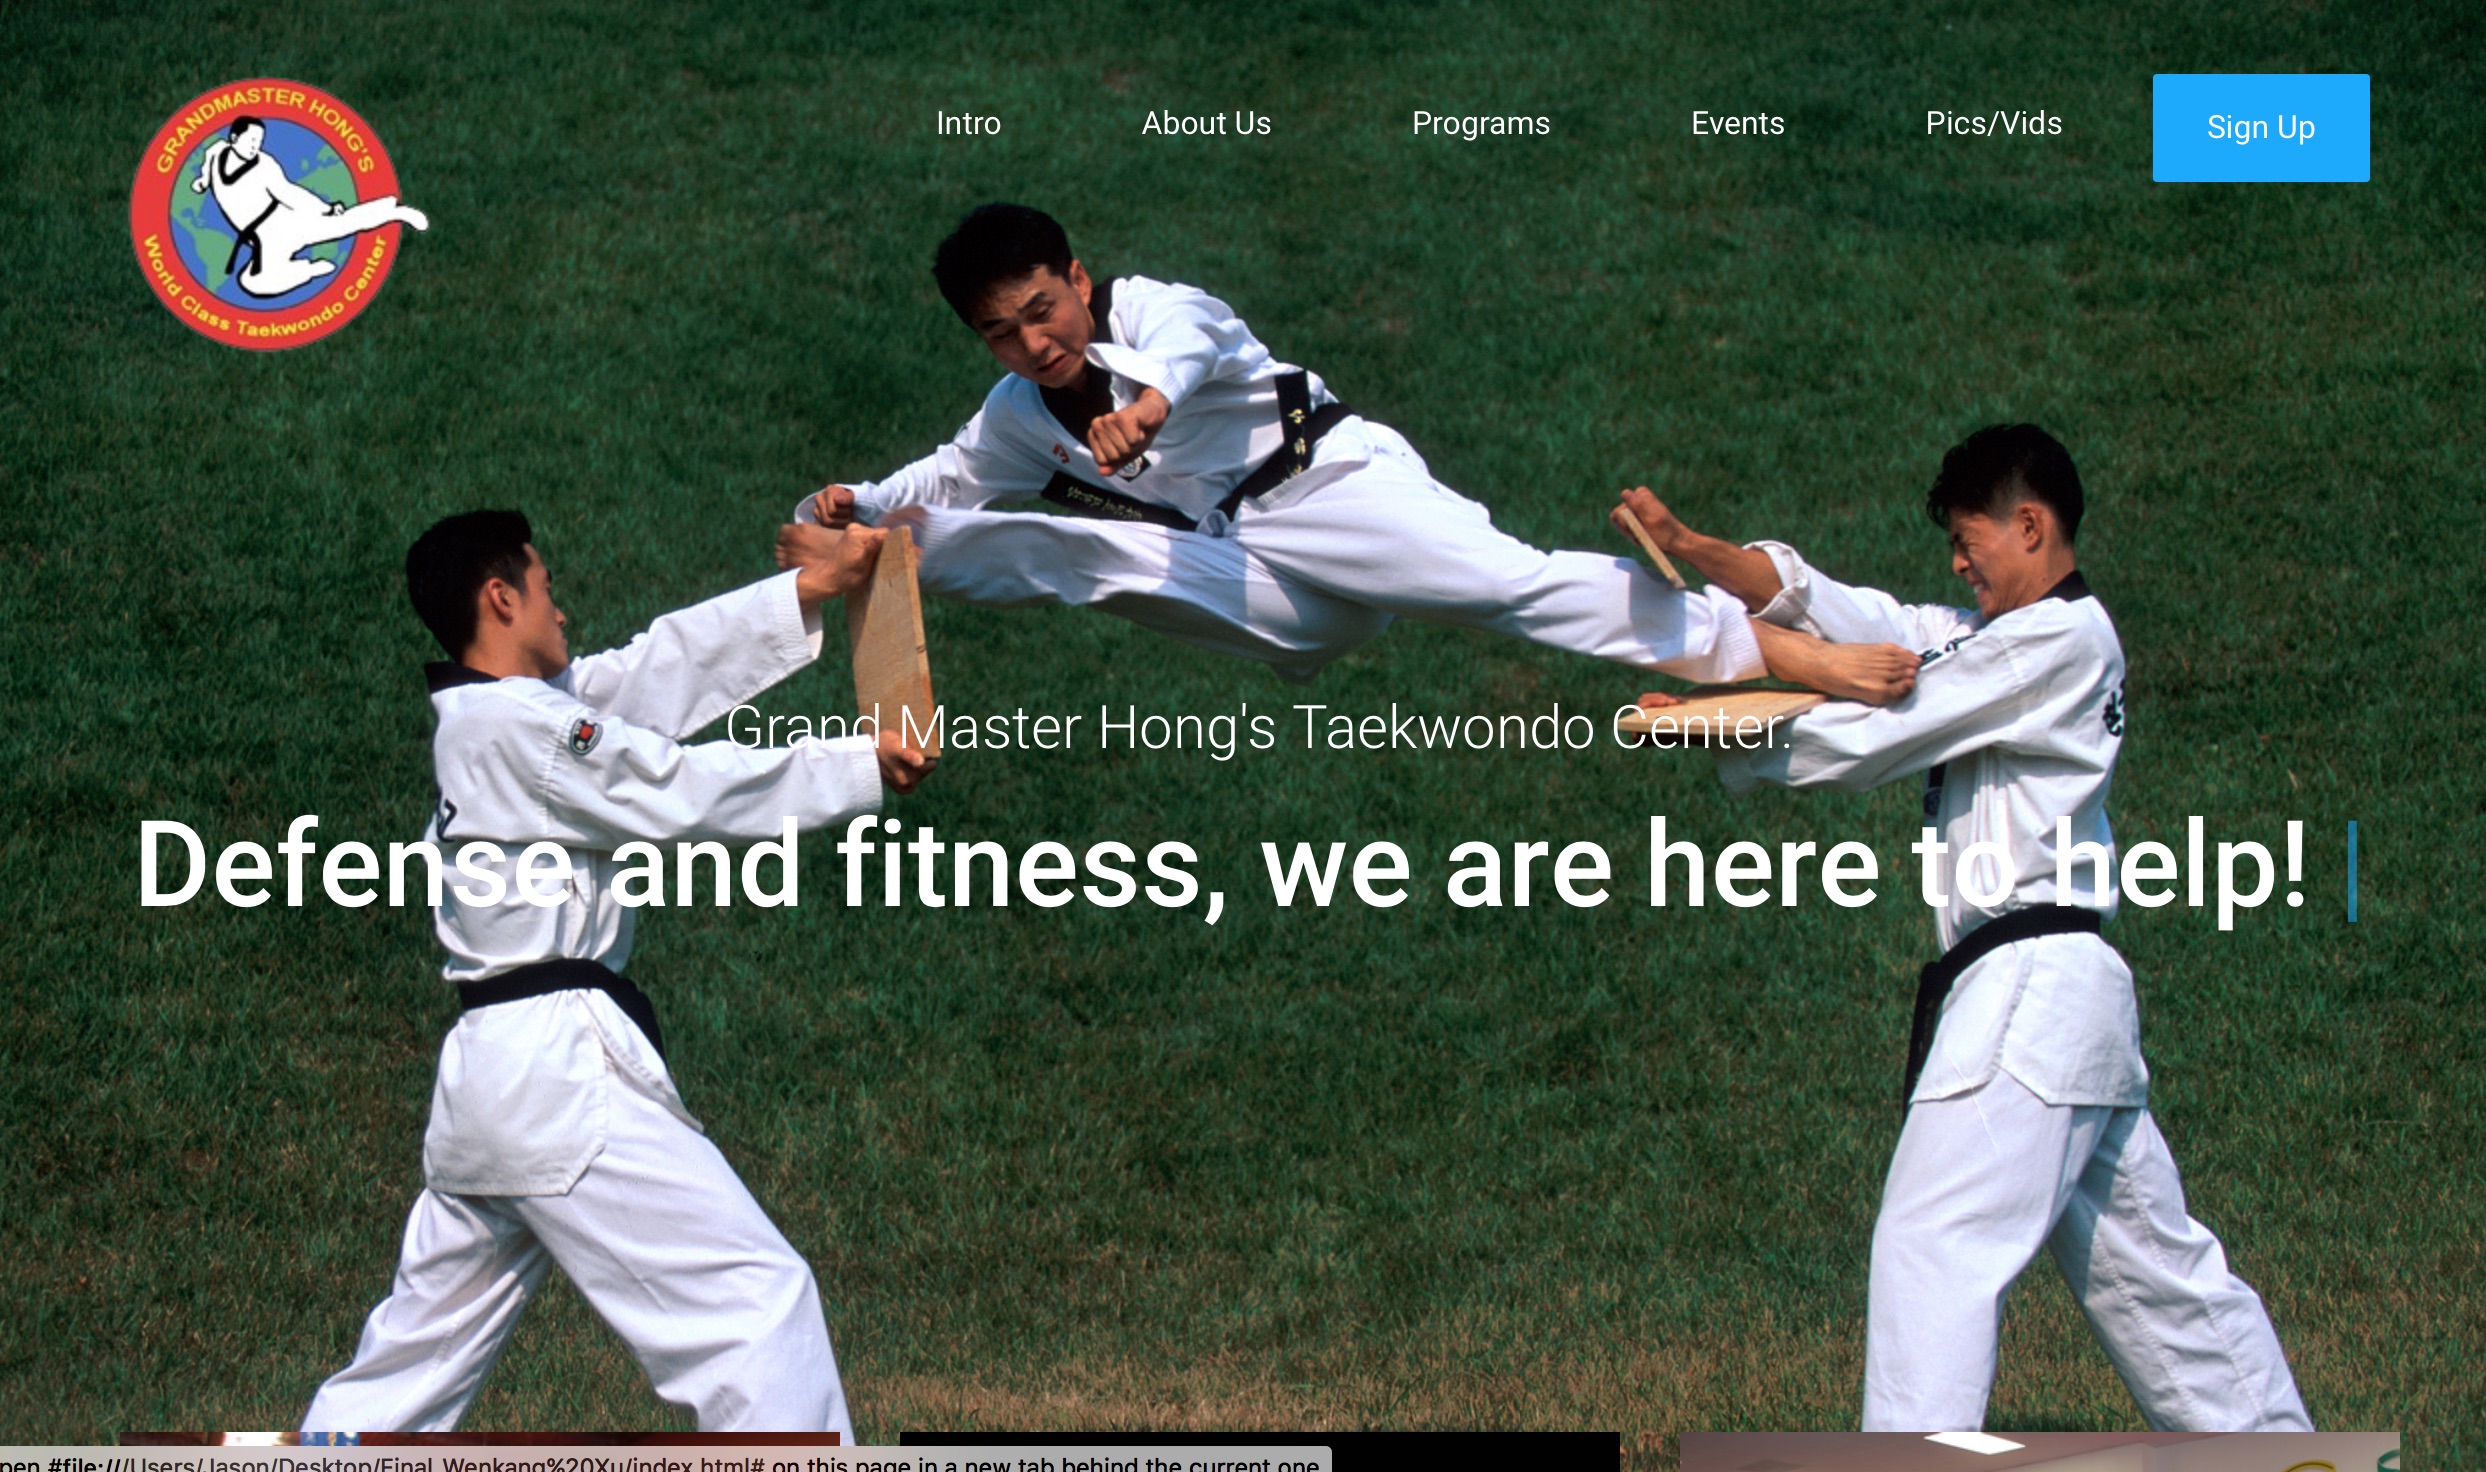 GRANDMASTER HONG'S
World Class Taekwondo Center
Intro
About Us
Programs
Events
Pics/Vids
Sign Up
Grand Master Hong's Taekwondo Center.
Defense and fitness, we are here to help!
#file:///Users/Jason/Desktop/Final_Wenkang%20Xu/index.html# on this page in a new tab behind the current one